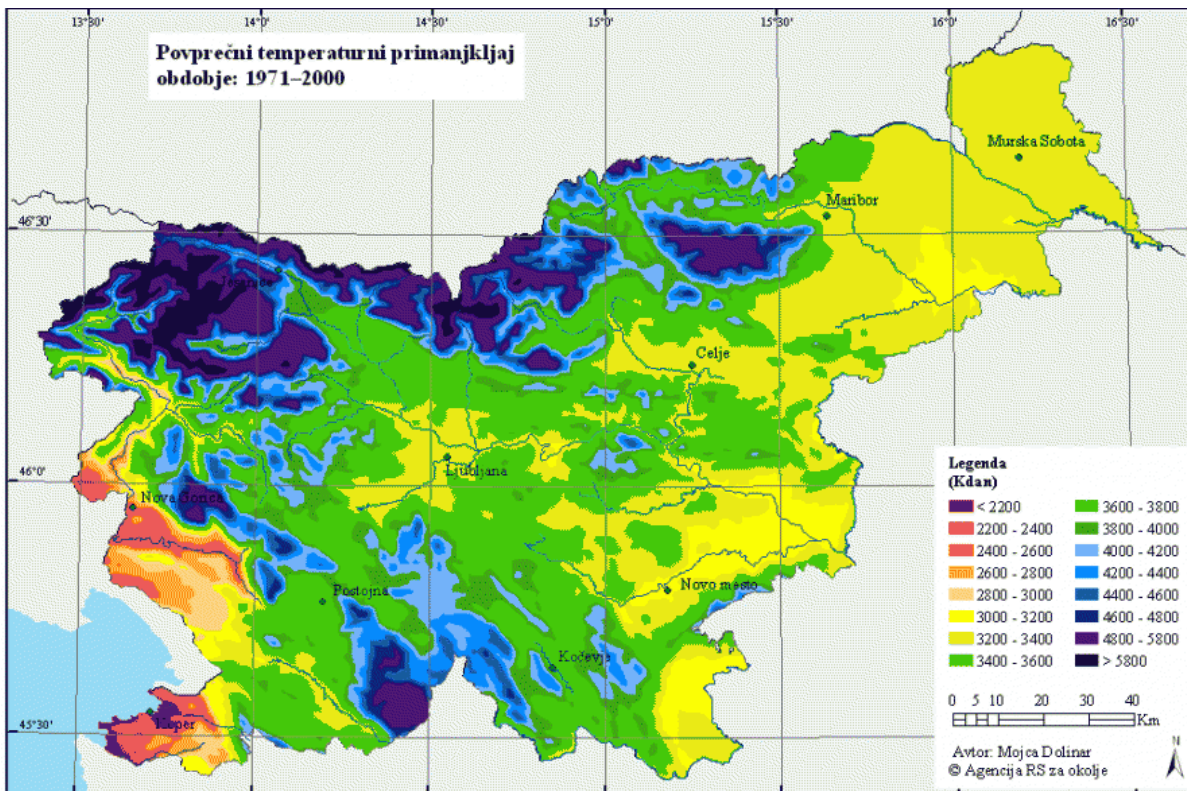 13°30'
14°0'
14°30'
15°0'
15°30'
16°0'
16°30'
Povprečni temperaturni primanjkljaj
obdobje: 1971–2000
Murska Sobota
46°30'
Maribor
Jesenice
Celje
Ljubljana
46°0'
Nova Gorica
Novo mesto
Postojna
Kočevje
45°30'
Koper
Legenda
(Kdan)
< 2200
2200 - 2400
2400 - 2600
2600 - 2800
2800 - 3000
3000 - 3200
3200 - 3400
3400 - 3600
3600 - 3800
3800 - 4000
4000 - 4200
4200 - 4400
4400 - 4600
4600 - 4800
4800 - 5800
> 5800
0 5 10 20 30 40
Km
Avtor: Mojca Dolinar
© Agencija RS za okolje
N